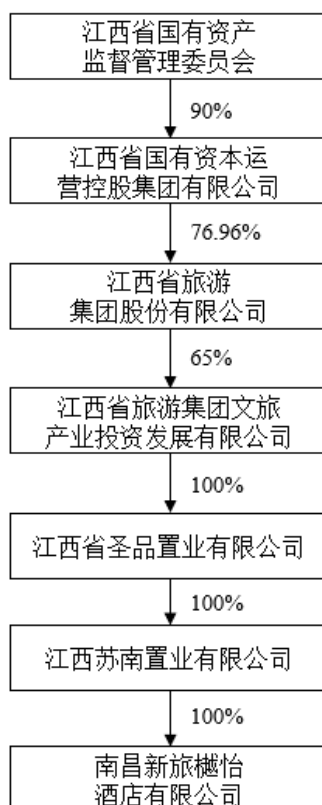 江西省国有资产
监督管理委员会
90%
江西省国有资本运
营控股集团有限公司
76.96%
江西省旅游
集团股份有限公司
65%
江西省旅游集团文旅
产业投资发展有限公司
100%
江西省圣品置业有限公司
100%
江西苏南置业有限公司
100%
南昌新旅樾怡
酒店有限公司